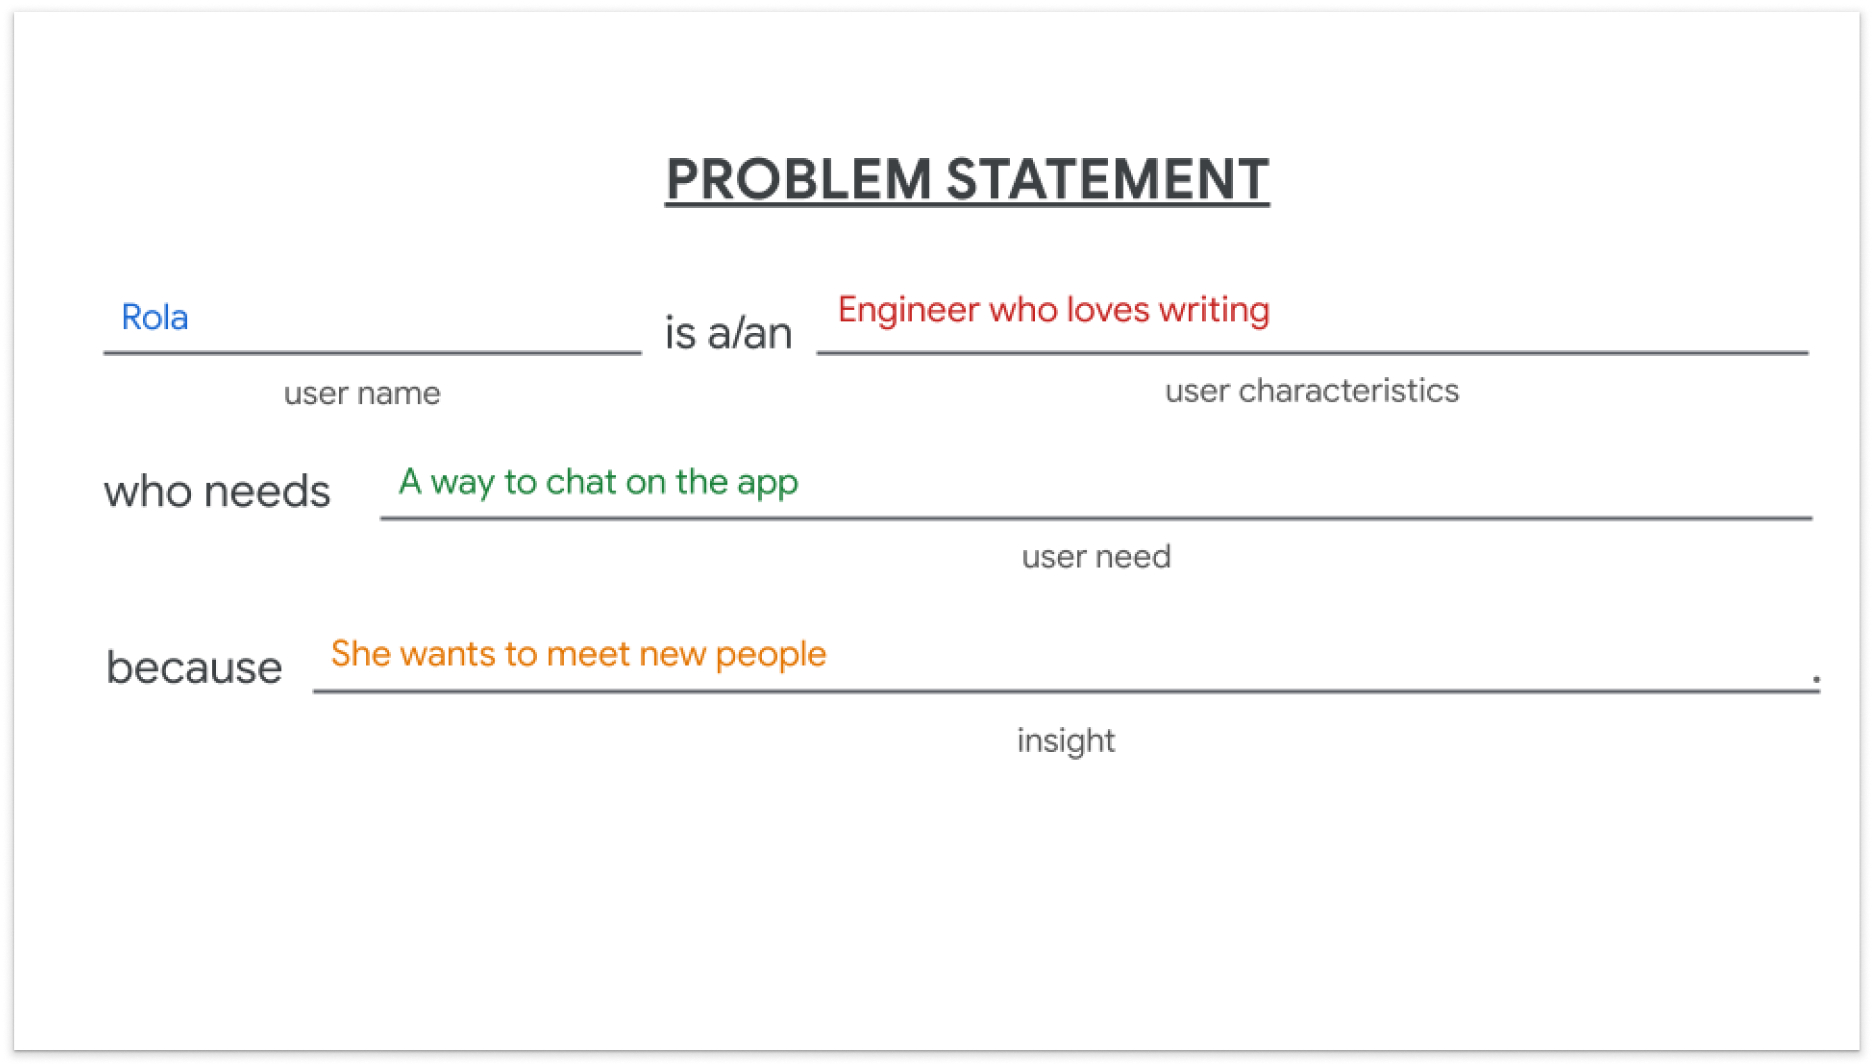 PROBLEM STATEMENT
Rola is a/an Engineer who loves writing
user name user characteristics
who needs A way to chat on the app
user need
because She wants to meet new people .
insight